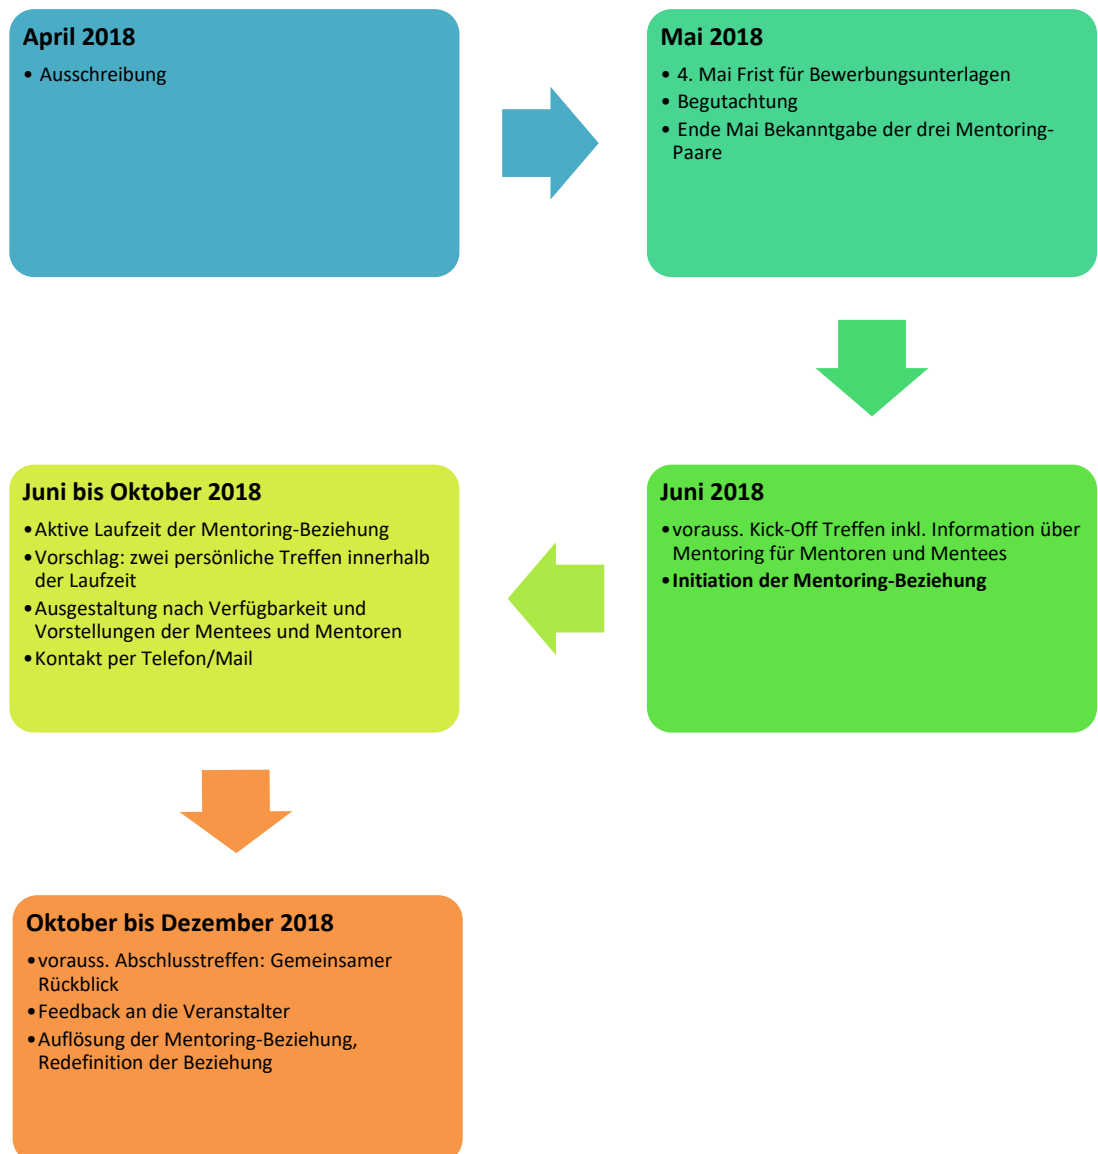 April 2018
• Ausschreibung
Mai 2018
• 4. Mai Frist für Bewerbungsunterlagen
• Begutachtung
• Ende Mai Bekanntgabe der drei Mentoring-
Paare
Juni 2018
•vorauss. Kick-Off Treffen inkl. Information über
Mentoring für Mentoren und Mentees
•Initiation der Mentoring-Beziehung
Juni bis Oktober 2018
•Aktive Laufzeit der Mentoring-Beziehung
•Vorschlag: zwei persönliche Treffen innerhalb
der Laufzeit
•Ausgestaltung nach Verfügbarkeit und
Vorstellungen der Mentees und Mentoren
•Kontakt per Telefon/Mail
Oktober bis Dezember 2018
•vorauss. Abschlusstreffen: Gemeinsamer
Rückblick
•Feedback an die Veranstalter
•Auflösung der Mentoring-Beziehung,
Redefinition der Beziehung